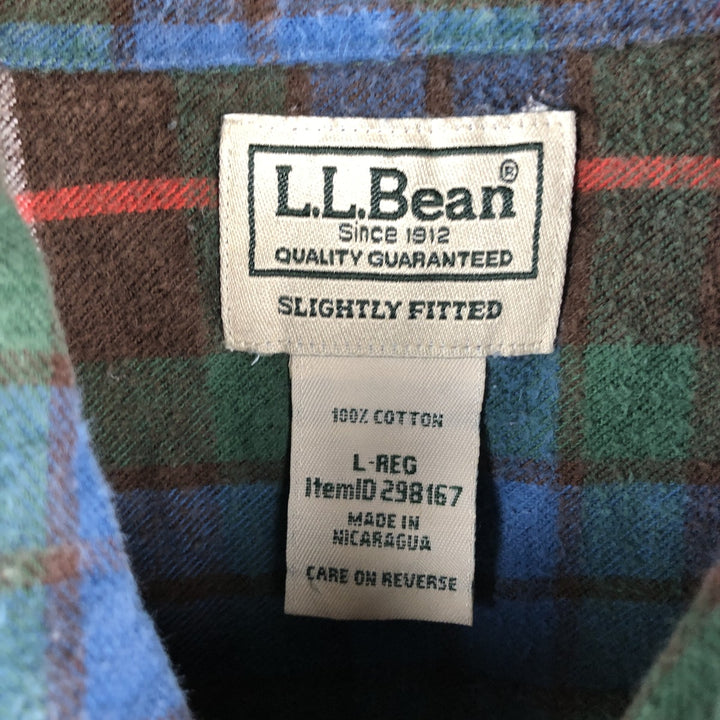 L.L.Bean®
Since 1912
QUALITY GUARANTEED
SLIGHTLY FITTED
100% COTTON
L-REG
ItemID 298167
MADE IN
NICARAGUA
CARE ON REVERSE